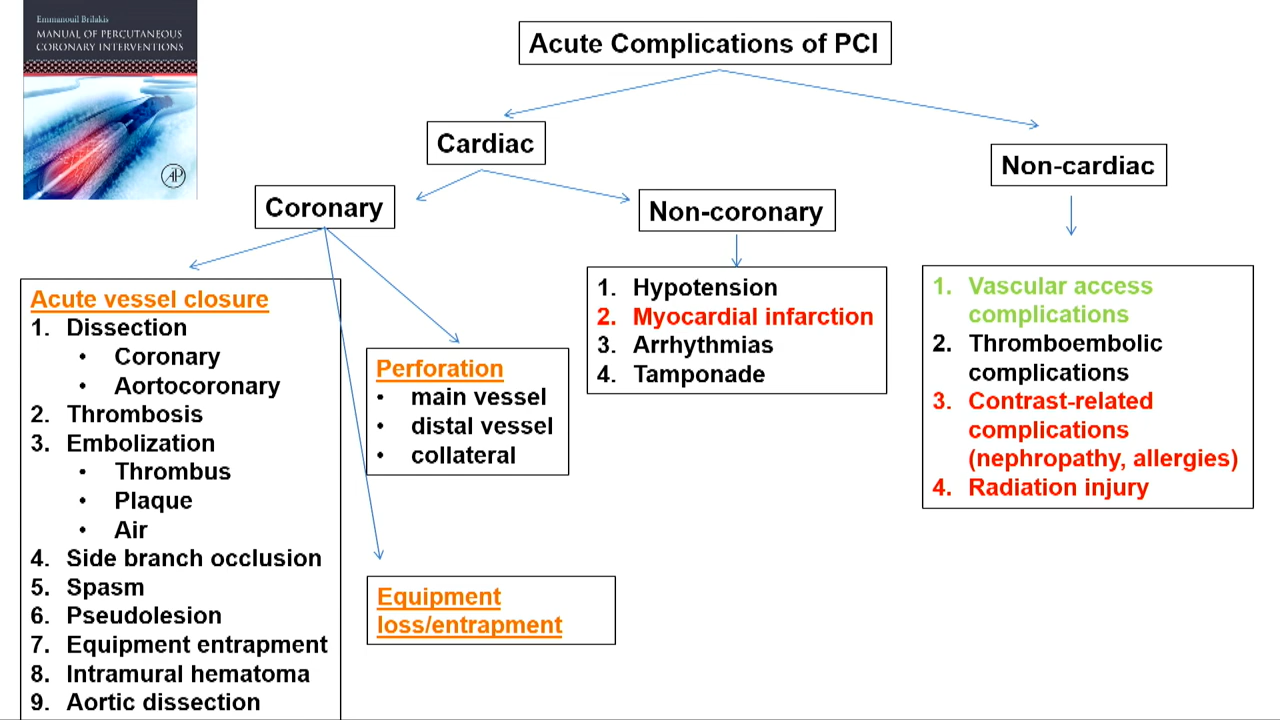 Emmanouil Brilakis
MANUAL OF PERCUTANEOUS
CORONARY INTERVENTIONS
AP
Acute Complications of PCI
Cardiac
Non-cardiac
Coronary
Non-coronary
Acute vessel closure
1. Dissection
• Coronary
• Aortocoronary
2. Thrombosis
3. Embolization
• Thrombus
• Plaque
• Air
4. Side branch occlusion
5. Spasm
6. Pseudolesion
7. Equipment entrapment
8. Intramural hematoma
9. Aortic dissection
Perforation
• main vessel
• distal vessel
• collateral
Equipment
loss/entrapment
1. Hypotension
2. Myocardial infarction
3. Arrhythmias
4. Tamponade
1. Vascular access
complications
2. Thromboembolic
complications
3. Contrast-related
complications
(nephropathy, allergies)
4. Radiation injury